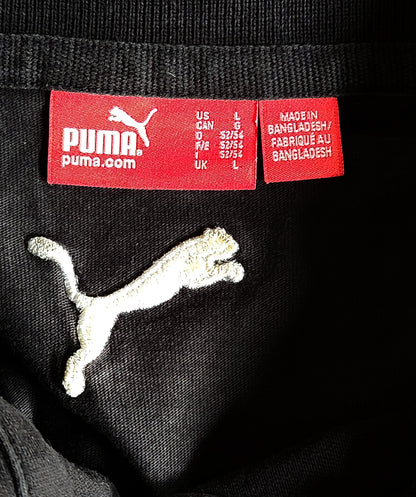 PUMA®
puma.com
US L
CAN G
D 52/54
F/E 52/54
I 52/54
UK L
MADE IN
BANGLADESH/
FABRIQUÉ AU
BANGLADESH